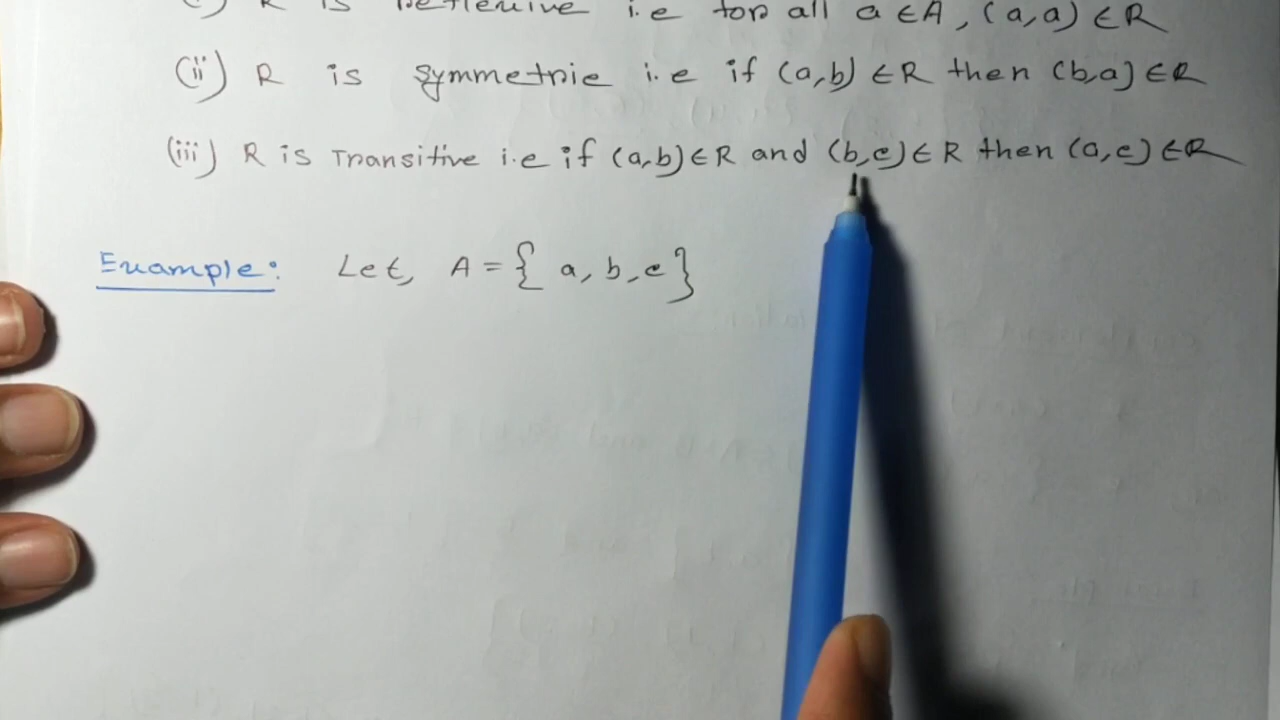 (i) R is Reflexive i.e for all a ∈ A, (a,a) ∈ R
(ii) R is Symmetric i.e if (a,b) ∈ R then (b,a) ∈ R
(iii) R is Transitive i.e if (a,b) ∈ R and (b,c) ∈ R then (a,c) ∈ R
Example: Let, A = { a, b, c }